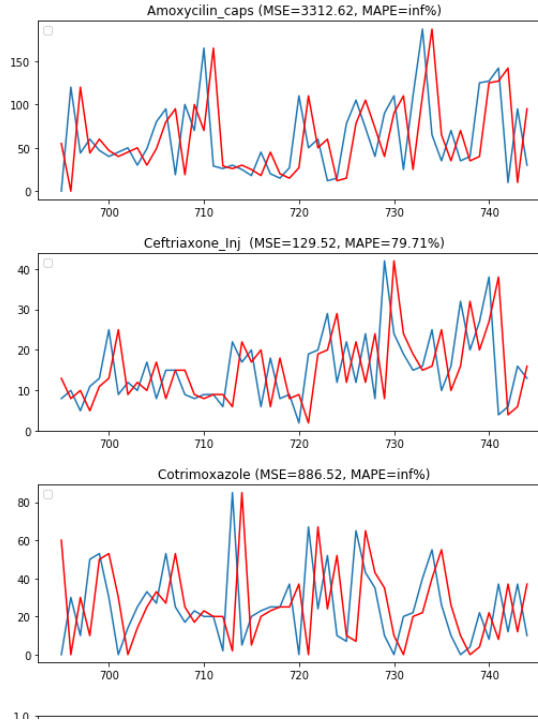 Amoxycilin_caps (MSE=3312.62, MAPE=inf%)
150
100
50
0
700 710 720 730 740
Ceftriaxone_Inj (MSE=129.52, MAPE=79.71%)
40
30
20
10
0
700 710 720 730 740
Cotrimoxazole (MSE=886.52, MAPE=inf%)
80
60
40
20
0
700 710 720 730 740
1.0